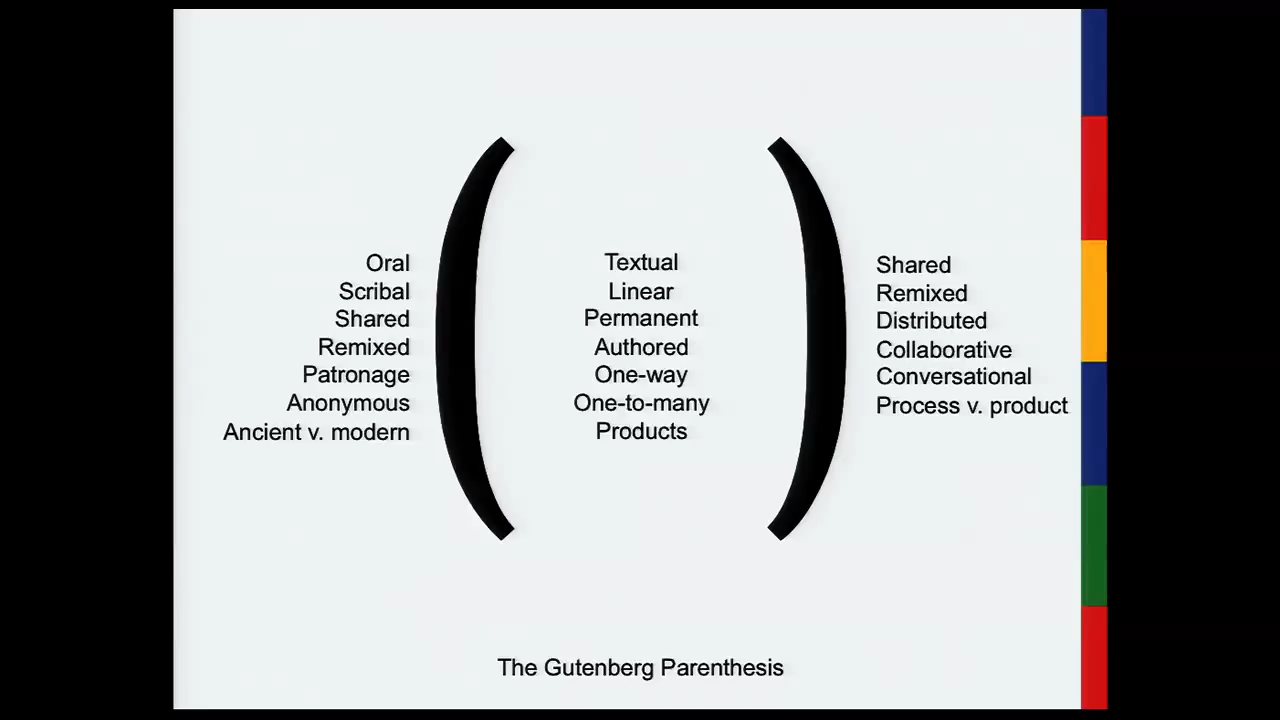 Oral
Scribal
Shared
Remixed
Patronage
Anonymous
Ancient v. modern
Textual
Linear
Permanent
Authored
One-way
One-to-many
Products
Shared
Remixed
Distributed
Collaborative
Conversational
Process v. product
The Gutenberg Parenthesis